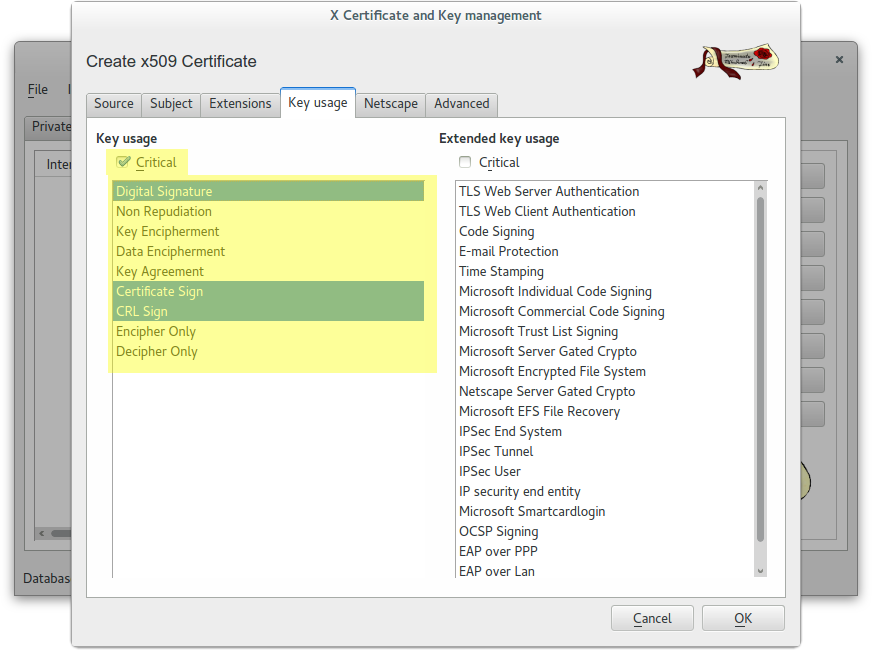 X Certificate and Key management
Create x509 Certificate
File
Private
Inter
Databas
Source
Subject
Extensions
Key usage
Netscape
Advanced
Key usage
Critical
Digital Signature
Non Repudiation
Key Encipherment
Data Encipherment
Key Agreement
Certificate Sign
CRL Sign
Encipher Only
Decipher Only
Extended key usage
Critical
TLS Web Server Authentication
TLS Web Client Authentication
Code Signing
E-mail Protection
Time Stamping
Microsoft Individual Code Signing
Microsoft Commercial Code Signing
Microsoft Trust List Signing
Microsoft Server Gated Crypto
Microsoft Encrypted File System
Netscape Server Gated Crypto
Microsoft EFS File Recovery
IPSec End System
IPSec Tunnel
IPSec User
IP security end entity
Microsoft Smartcardlogin
OCSP Signing
EAP over PPP
EAP over Lan
Cancel
OK